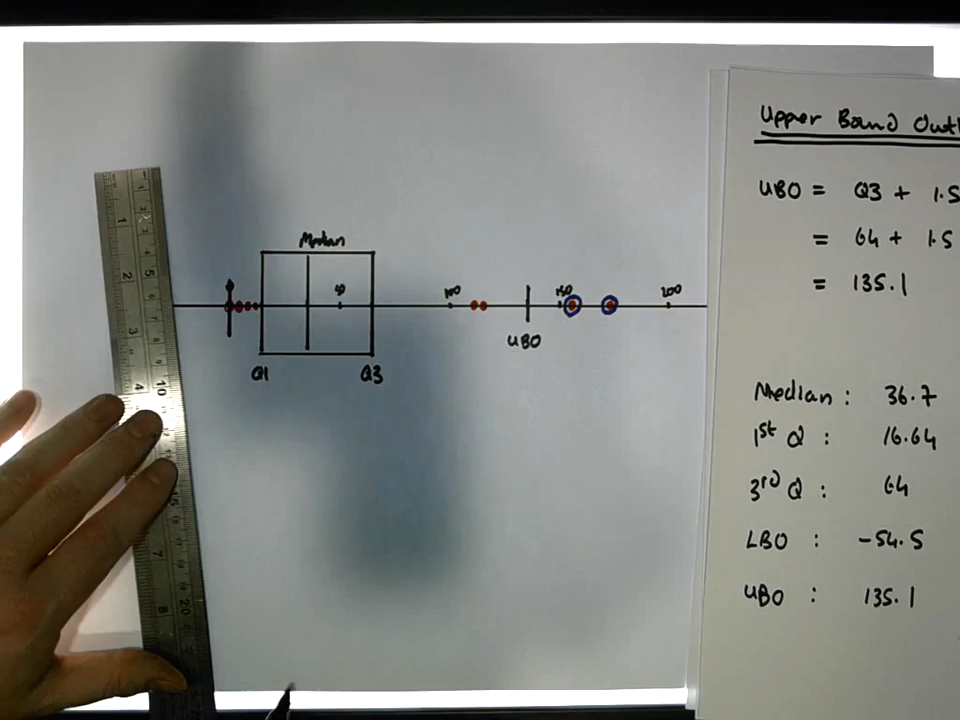 Upper Bound Outl
UBO = Q3 + 1.5
= 64 + 1.5
= 135.1
Median
50 100 150 200
UBO
Q1 Q3
Median : 36.7
1st Q : 16.64
3rd Q : 64
LBO : -54.5
UBO : 135.1